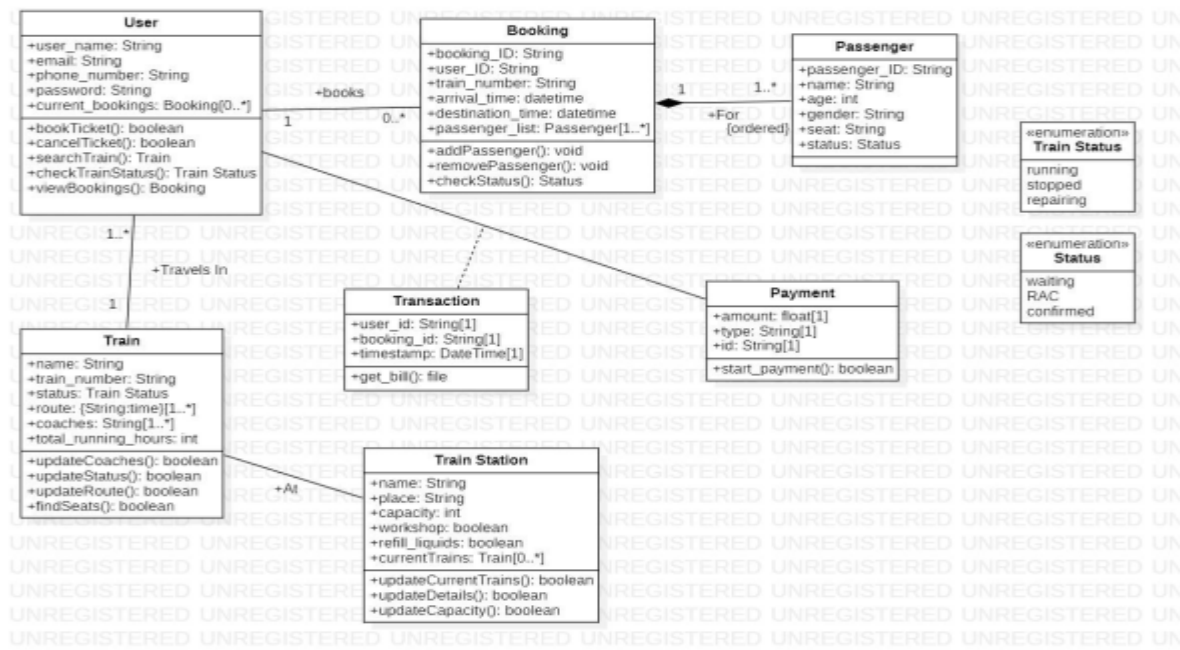 User
+user_name: String
+email: String
+phone_number: String
+password: String
+current_bookings: Booking[0..*]
+bookTicket(): boolean
+cancelTicket(): boolean
+searchTrain(): Train
+checkTrainStatus(): Train Status
+viewBookings(): Booking
+books
1
0..*
Booking
+booking_ID: String
+user_ID: String
+train_number: String
+arrival_time: datetime
+destination_time: datetime
+passenger_list: Passenger[1..*]
+addPassenger(): void
+removePassenger(): void
+checkStatus(): Status
1
1..*
+For
{ordered}
Passenger
+passenger_ID: String
+name: String
+age: int
+gender: String
+seat: String
+status: Status
«enumeration»
Train Status
running
stopped
repairing
«enumeration»
Status
waiting
RAC
confirmed
1..*
+Travels In
1
Transaction
+user_id: String[1]
+booking_id: String[1]
+timestamp: DateTime[1]
+get_bill(): file
Payment
+amount: float[1]
+type: String[1]
+id: String[1]
+start_payment(): boolean
Train
+name: String
+train_number: String
+status: Train Status
+route: {String:time}[1..*]
+coaches: String[1..*]
+total_running_hours: int
+updateCoaches(): boolean
+updateStatus(): boolean
+updateRoute(): boolean
+findSeats(): boolean
+At
Train Station
+name: String
+place: String
+capacity: int
+workshop: boolean
+refill_liquids: boolean
+currentTrains: Train[0..*]
+updateCurrentTrains(): boolean
+updateDetails(): boolean
+updateCapacity(): boolean
UNREGISTERED